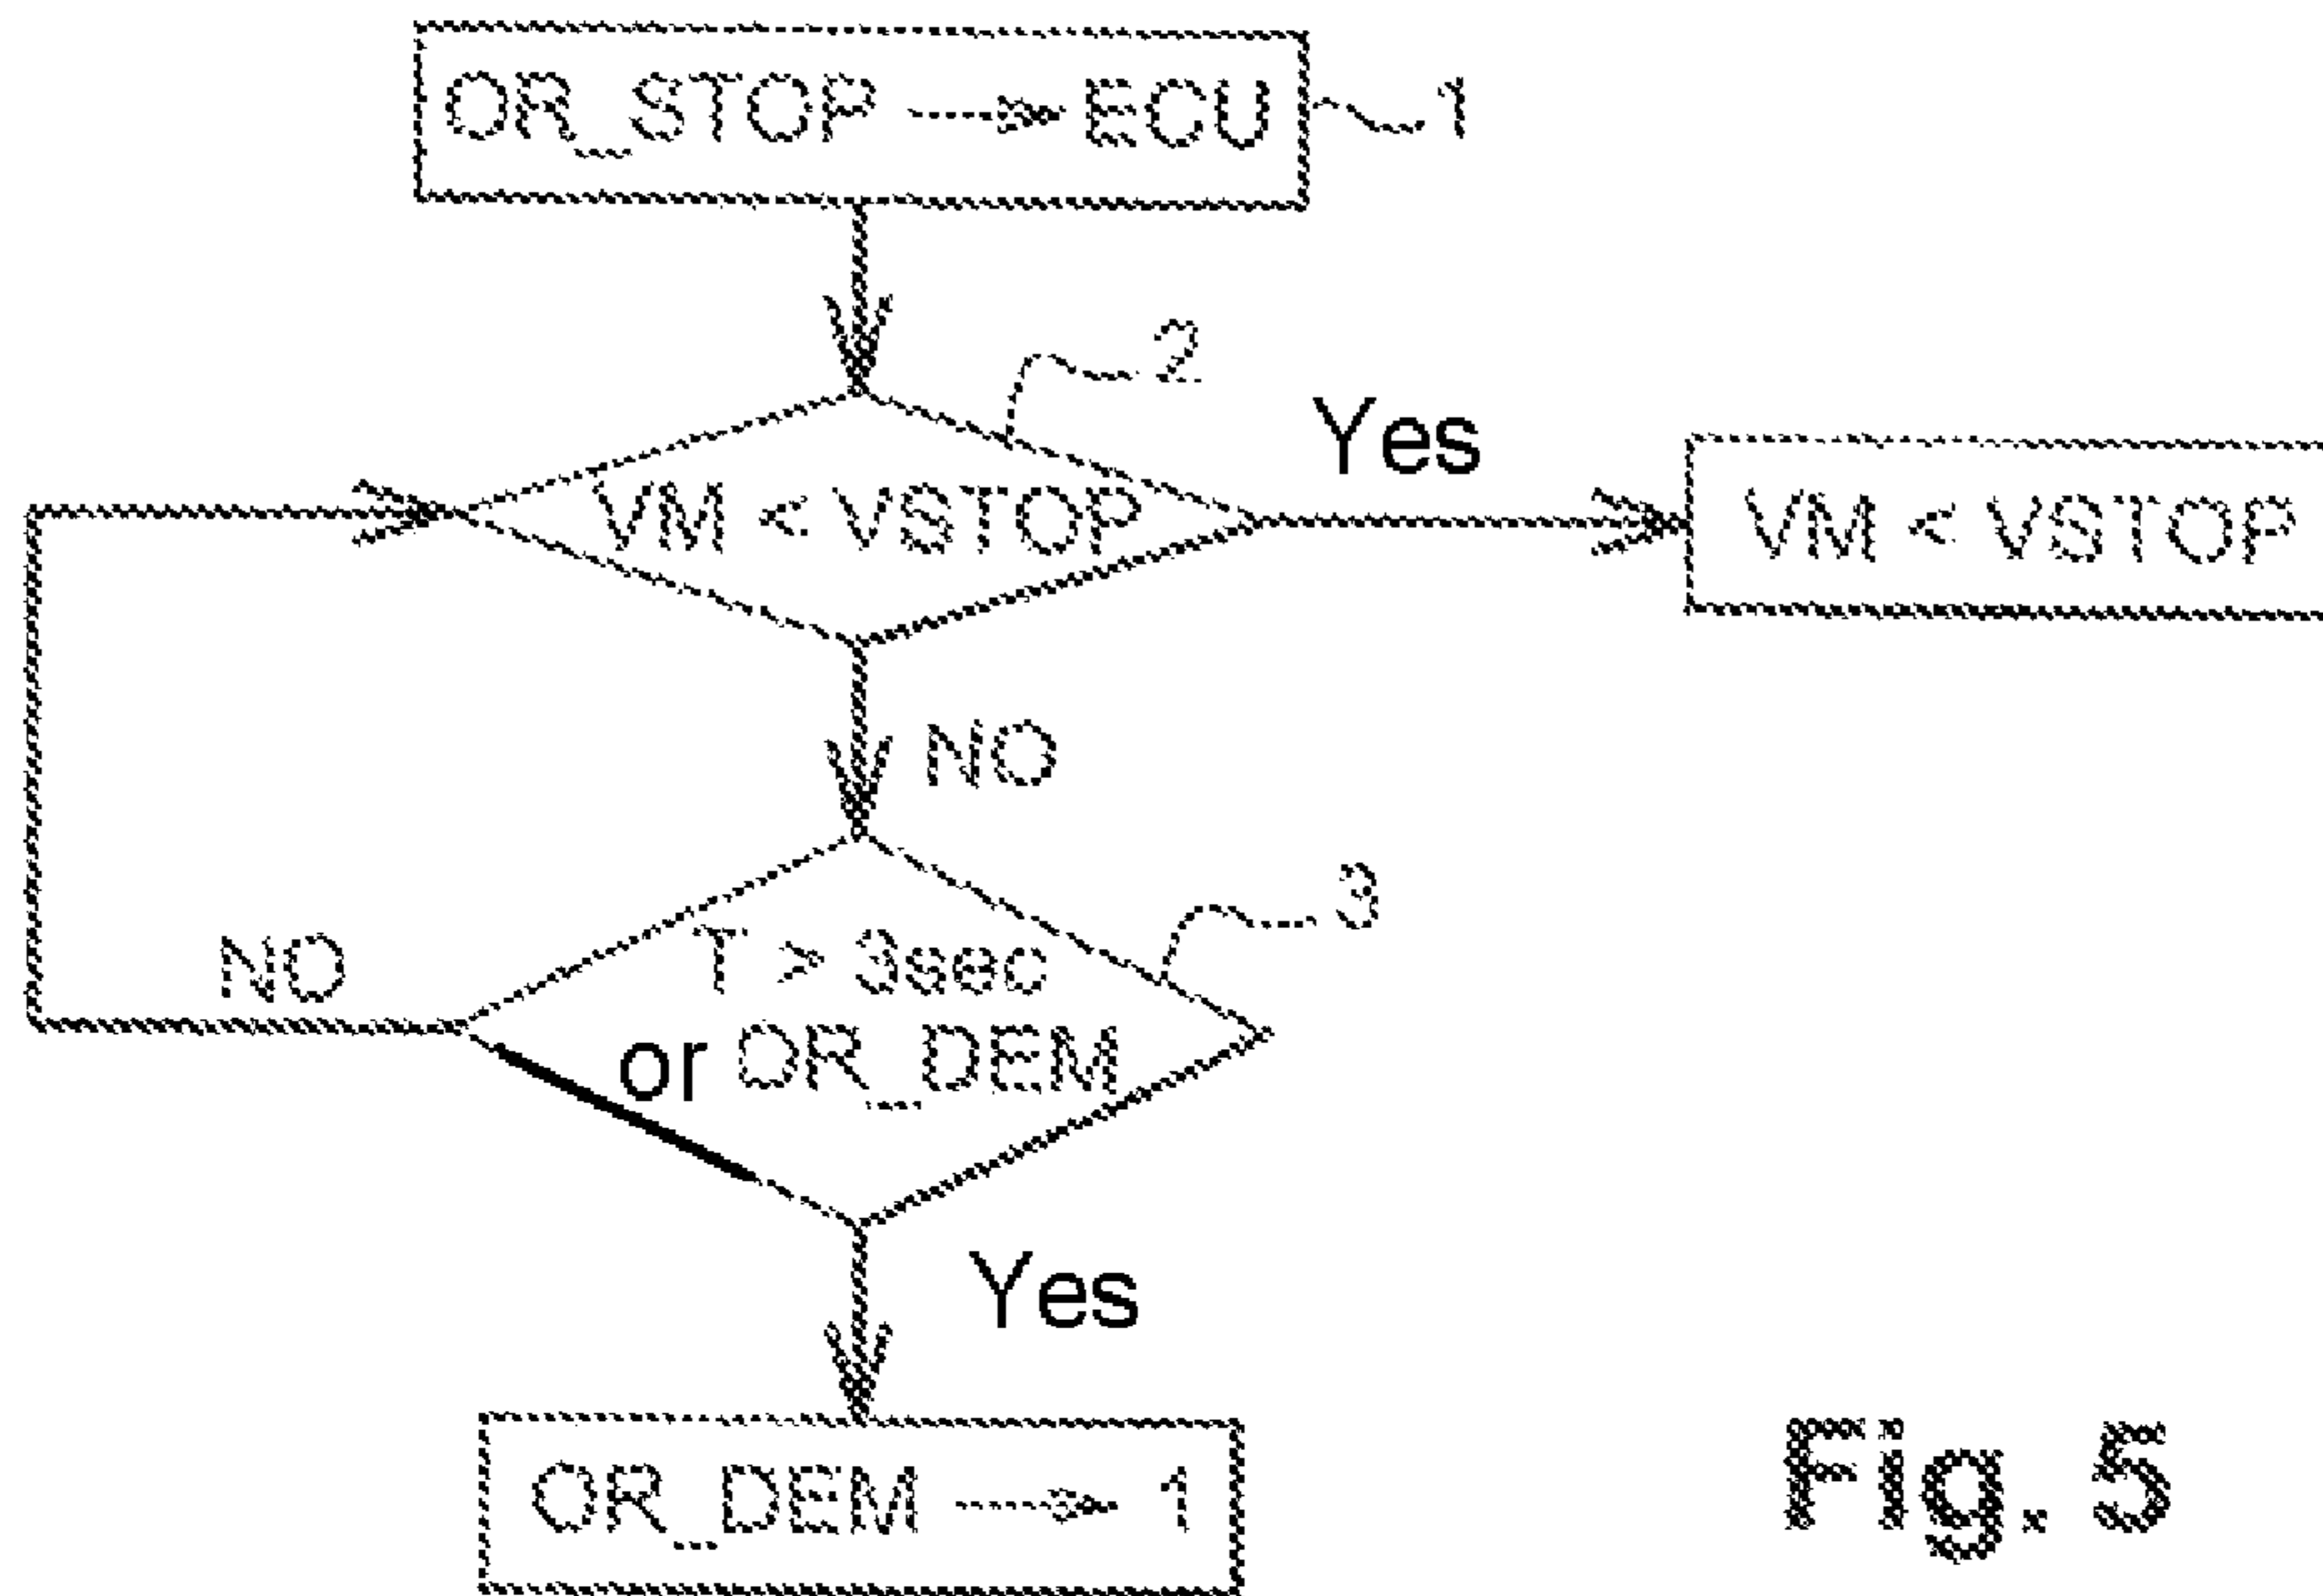 OR_STOP → ECU
1
2
VM < VSTOP
Yes
VM < VSTOP
NO
3
T > 3sec
or OR_DEM
NO
Yes
OR_DEM → 1
Fig. 5